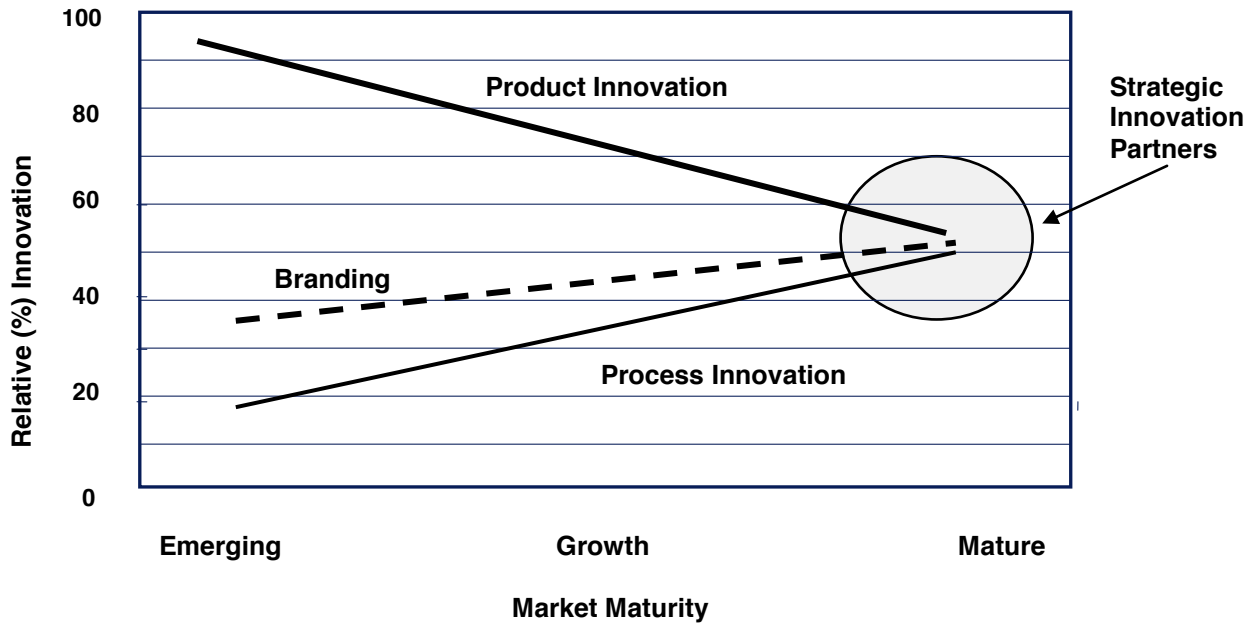 100
80
60
40
20
0
Relative (%) Innovation
Product Innovation
Branding
Process Innovation
Strategic
Innovation
Partners
Emerging Growth Mature
Market Maturity